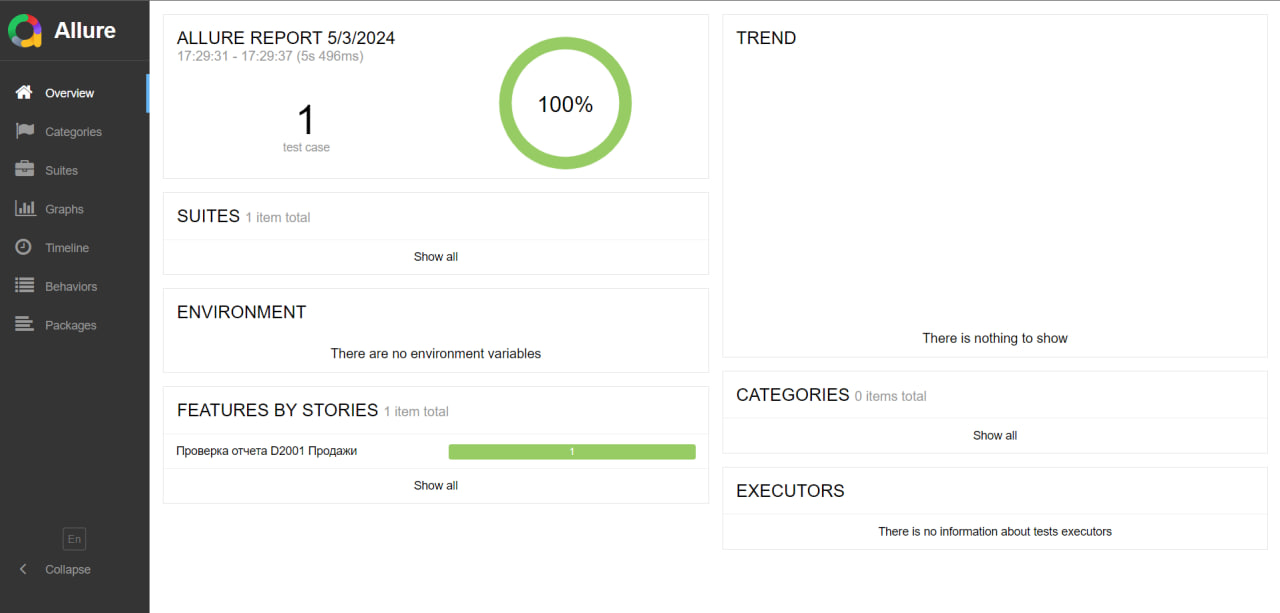 Allure
Overview
Categories
Suites
Graphs
Timeline
Behaviors
Packages
En
Collapse
ALLURE REPORT 5/3/2024
17:29:31 - 17:29:37 (5s 496ms)
1
test case
100%
SUITES 1 item total
Show all
ENVIRONMENT
There are no environment variables
FEATURES BY STORIES 1 item total
Проверка отчета D2001 Продажи 1
Show all
TREND
There is nothing to show
CATEGORIES 0 items total
Show all
EXECUTORS
There is no information about tests executors